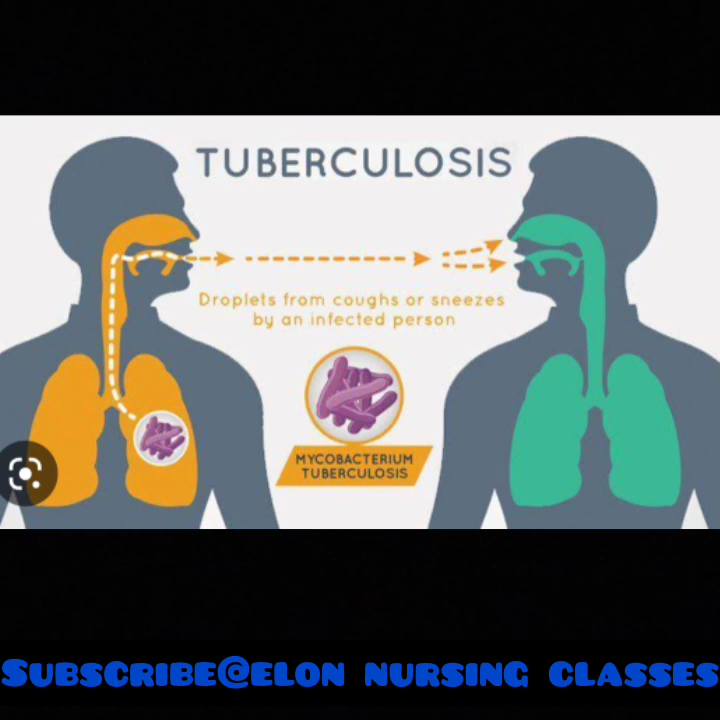 TUBERCULOSIS
Droplets from coughs or sneezes
by an infected person
MYCOBACTERIUM
TUBERCULOSIS
SUBSCRIBE@ELON NURSING CLASSES